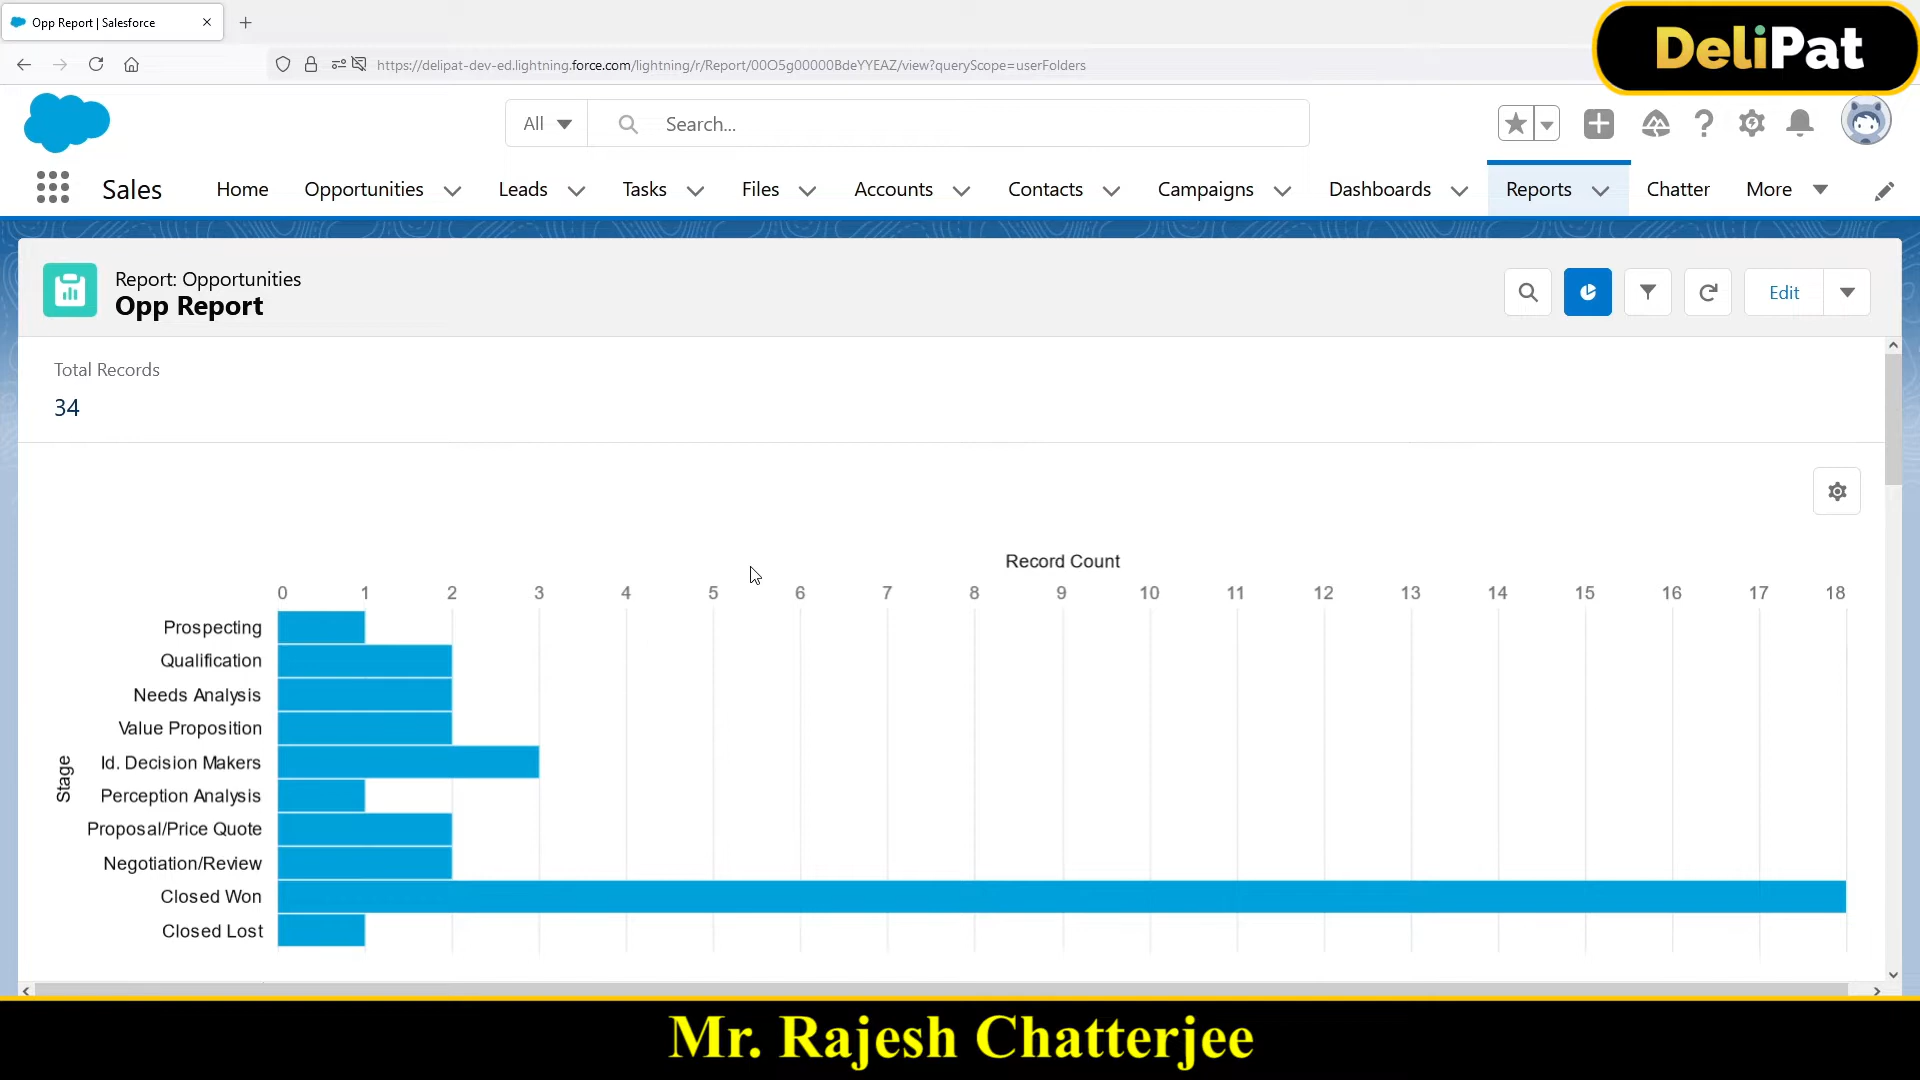 Opp Report | Salesforce
DeliPat
https://delipat-dev-ed.lightning.force.com/lightning/r/Report/00O5g00000BdeYYEAZ/view?queryScope=userFolders
All
Search...
Sales
Home
Opportunities
Leads
Tasks
Files
Accounts
Contacts
Campaigns
Dashboards
Reports
Chatter
More
Report: Opportunities
Opp Report
Edit
Total Records
34
Record Count
0 1 2 3 4 5 6 7 8 9 10 11 12 13 14 15 16 17 18
Stage
Prospecting
Qualification
Needs Analysis
Value Proposition
Id. Decision Makers
Perception Analysis
Proposal/Price Quote
Negotiation/Review
Closed Won
Closed Lost
Mr. Rajesh Chatterjee